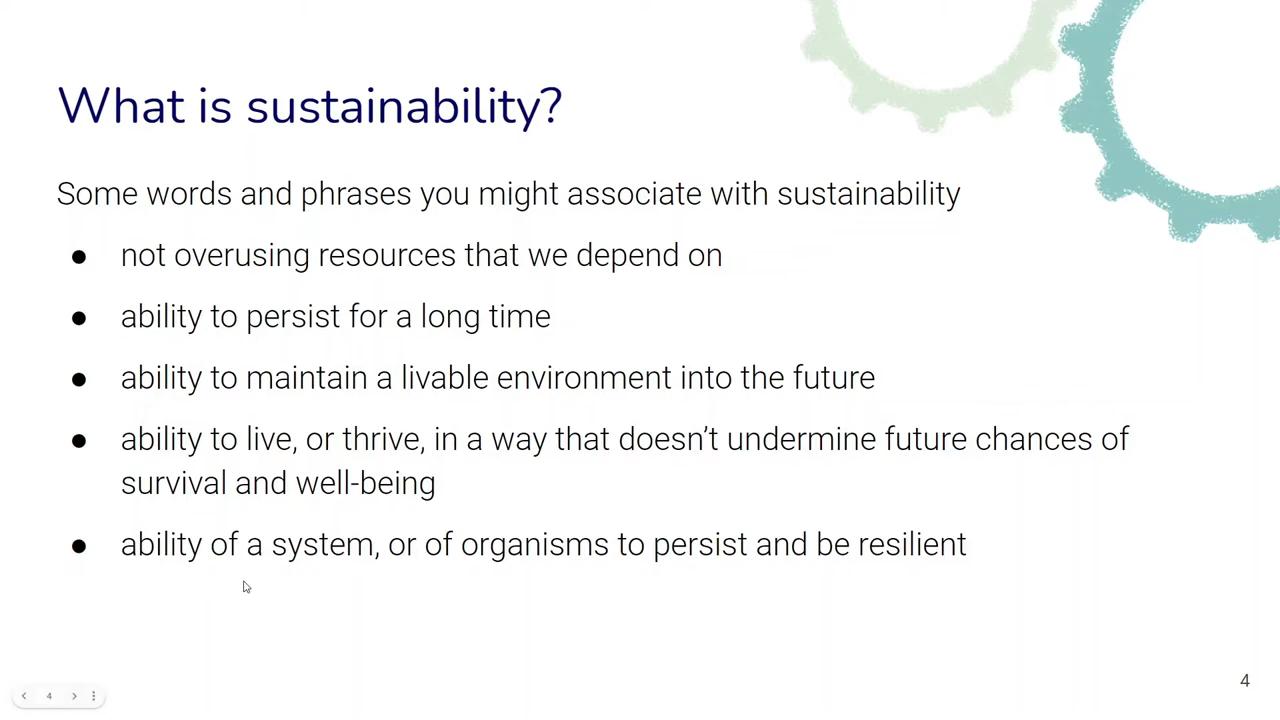 What is sustainability?
Some words and phrases you might associate with sustainability
● not overusing resources that we depend on
● ability to persist for a long time
● ability to maintain a livable environment into the future
● ability to live, or thrive, in a way that doesn’t undermine future chances of
survival and well-being
● ability of a system, or of organisms to persist and be resilient
4
4